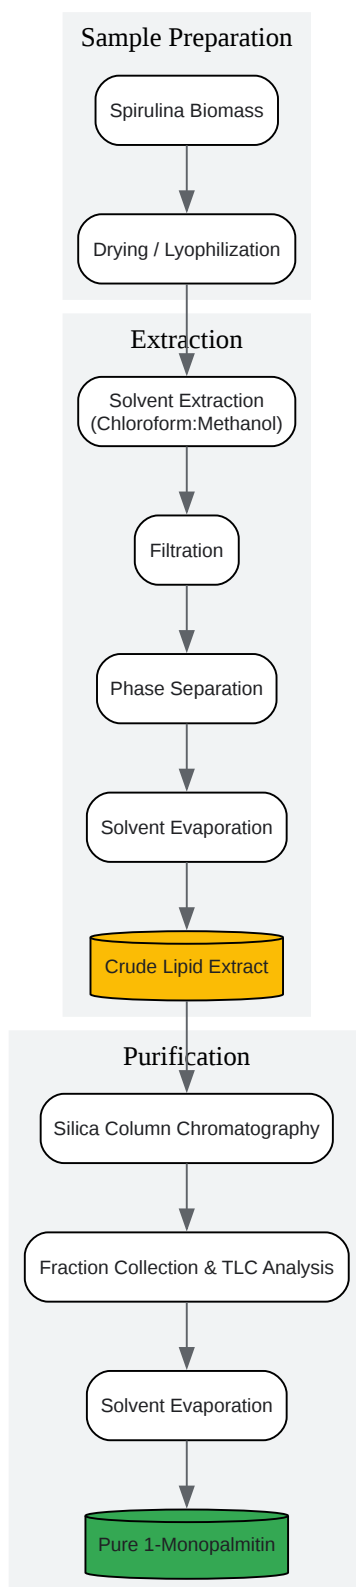 Sample Preparation
Spirulina Biomass
Drying / Lyophilization
Extraction
Solvent Extraction
(Chloroform:Methanol)
Filtration
Phase Separation
Solvent Evaporation
Crude Lipid Extract
Purification
Silica Column Chromatography
Fraction Collection & TLC Analysis
Solvent Evaporation
Pure 1-Monopalmitin